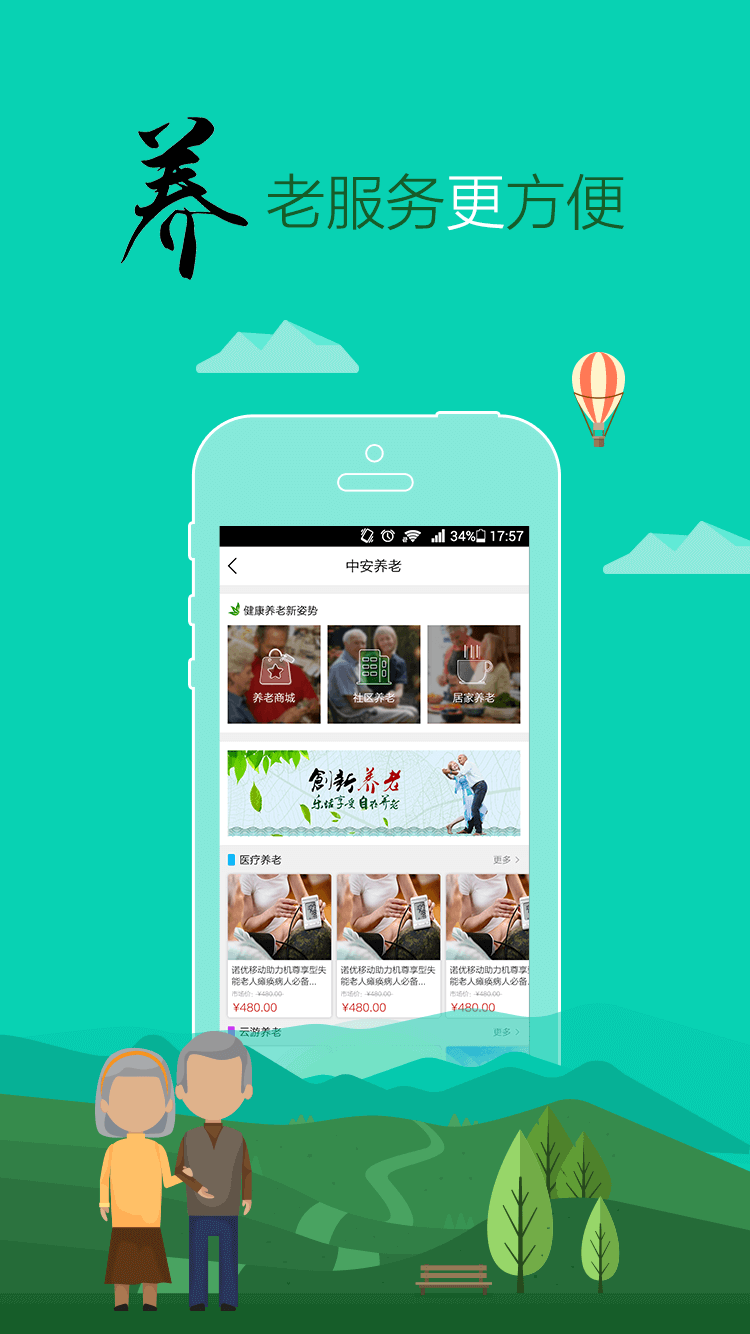 养老服务更方便
34% 17:57
中安养老
健康养老新姿势
养老商城 社区养老 居家养老
創新养老
乐活享受自在养老
医疗养老 更多
诺优移动助力机尊享型失 诺优移动助力机尊享型失 诺优移动助力机尊
能老人瘫痪病人必备... 能老人瘫痪病人必备... 能老人瘫痪病人
市场价: ¥480.00 市场价: ¥480.00 市场价: ¥480.00
¥480.00 ¥480.00 ¥480.00
云游养老 更多